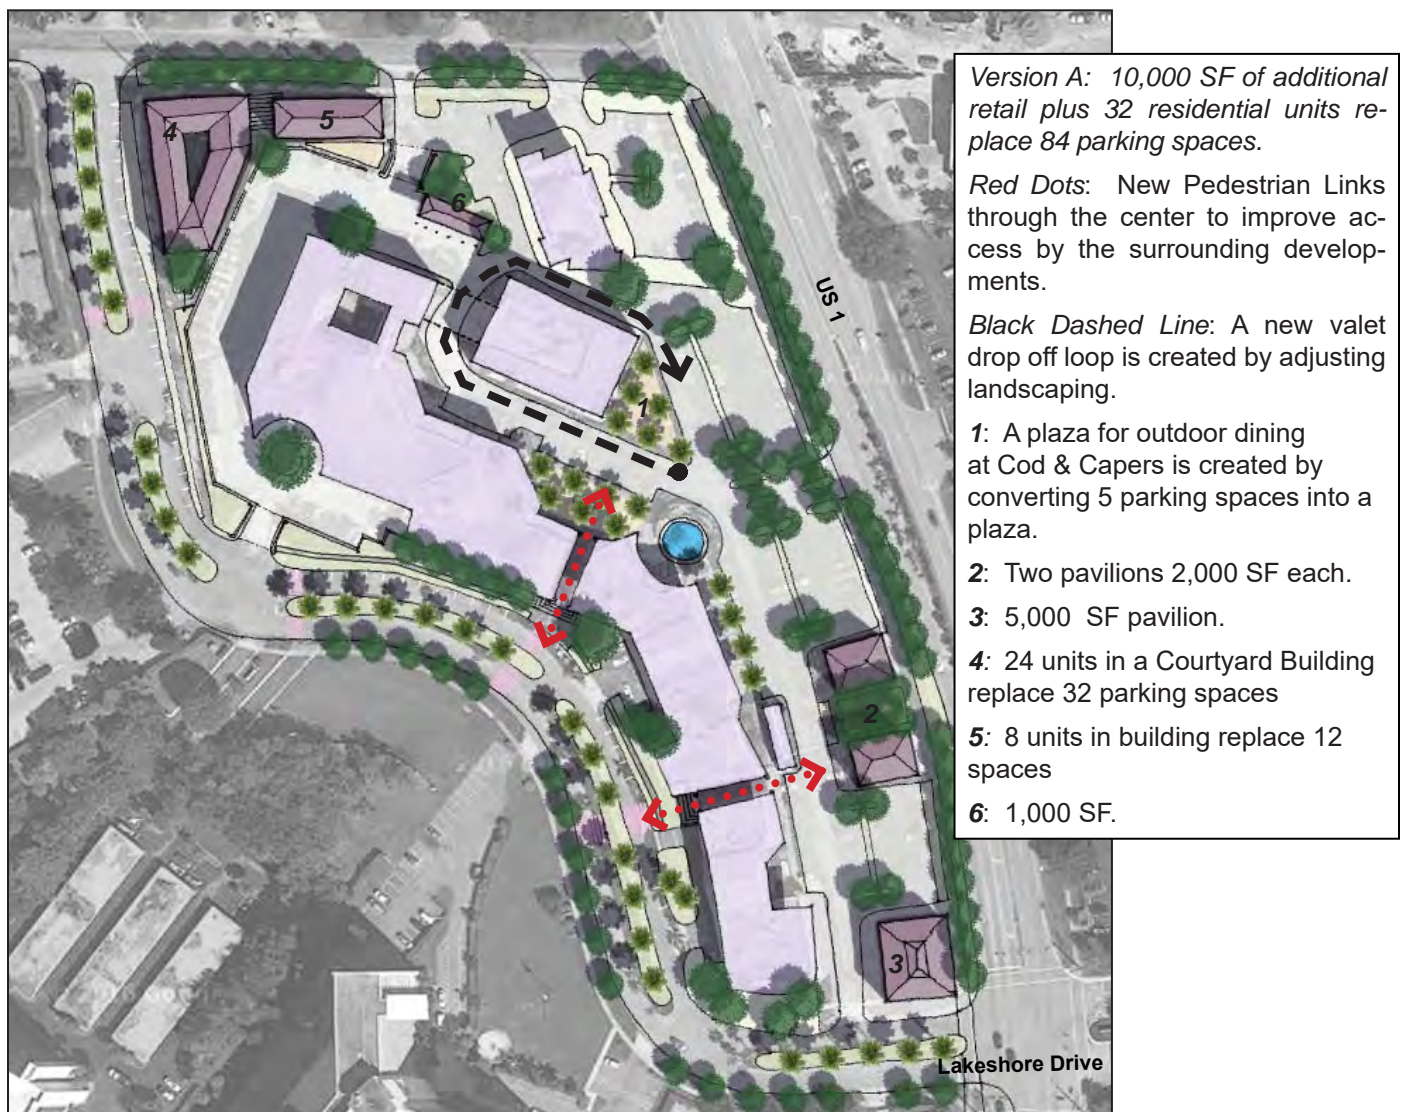 Version A: 10,000 SF of additional
retail plus 32 residential units re-
place 84 parking spaces.
Red Dots: New Pedestrian Links
through the center to improve ac-
cess by the surrounding develop-
ments.
Black Dashed Line: A new valet
drop off loop is created by adjusting
landscaping.
1: A plaza for outdoor dining
at Cod & Capers is created by
converting 5 parking spaces into a
plaza.
2: Two pavilions 2,000 SF each.
3: 5,000 SF pavilion.
4: 24 units in a Courtyard Building
replace 32 parking spaces
5: 8 units in building replace 12
spaces
6: 1,000 SF.
4
5
6
US 1
1
2
3
Lakeshore Drive